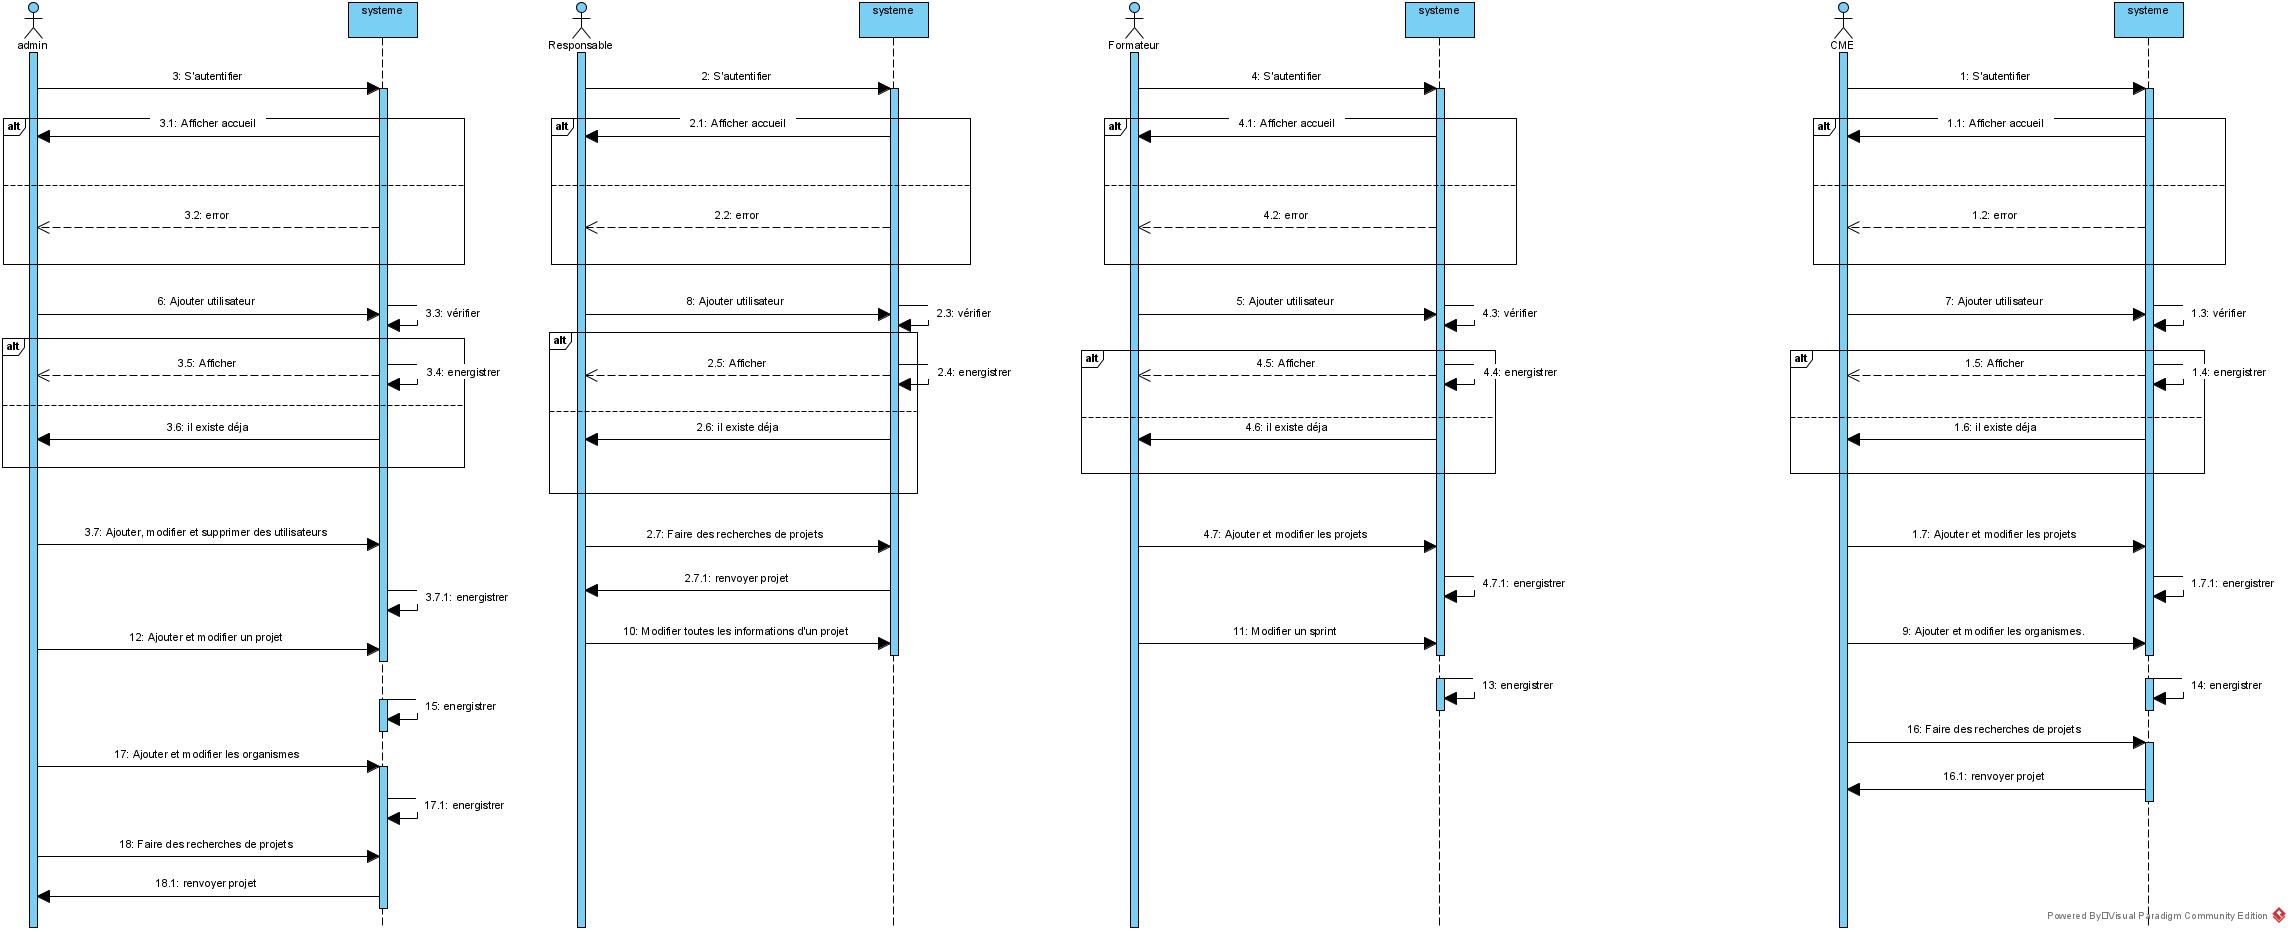 systeme
systeme
systeme
systeme
admin
Responsable
Formateur
CME
3: S'autentifier
2: S'autentifier
4: S'autentifier
1: S'autentifier
alt
3.1: Afficher accueil
alt
2.1: Afficher accueil
alt
4.1: Afficher accueil
alt
1.1: Afficher accueil
3.2: error
2.2: error
4.2: error
1.2: error
6: Ajouter utilisateur
3.3: vérifier
8: Ajouter utilisateur
2.3: vérifier
5: Ajouter utilisateur
4.3: vérifier
7: Ajouter utilisateur
1.3: vérifier
alt
alt
alt
alt
3.5: Afficher
3.4: energistrer
2.5: Afficher
2.4: energistrer
4.5: Afficher
4.4: energistrer
1.5: Afficher
1.4: energistrer
3.6: il existe déja
2.6: il existe déja
4.6: il existe déja
1.6: il existe déja
3.7: Ajouter, modifier et supprimer des utilisateurs
2.7: Faire des recherches de projets
4.7: Ajouter et modifier les projets
1.7: Ajouter et modifier les projets
3.7.1: energistrer
2.7.1: renvoyer projet
4.7.1: energistrer
1.7.1: energistrer
12: Ajouter et modifier un projet
10: Modifier toutes les informations d'un projet
11: Modifier un sprint
9: Ajouter et modifier les organismes.
15: energistrer
13: energistrer
14: energistrer
17: Ajouter et modifier les organismes
16: Faire des recherches de projets
17.1: energistrer
16.1: renvoyer projet
18: Faire des recherches de projets
18.1: renvoyer projet
Powered By Visual Paradigm Community Edition